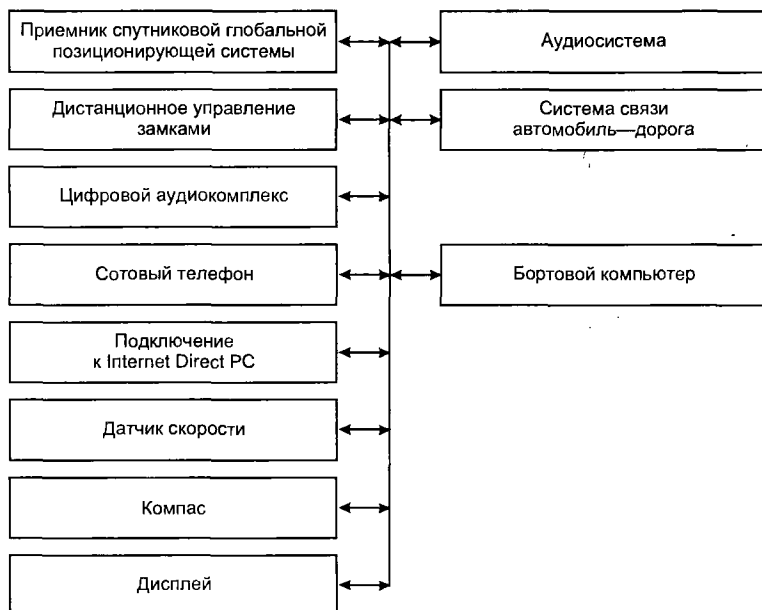 Приемник спутниковой глобальной
позиционирующей системы
Аудиосистема
Дистанционное управление
замками
Система связи
автомобиль—дорога
Цифровой аудиокомплекс
Сотовый телефон
Бортовой компьютер
Подключение
к Internet Direct PC
Датчик скорости
Компас
Дисплей